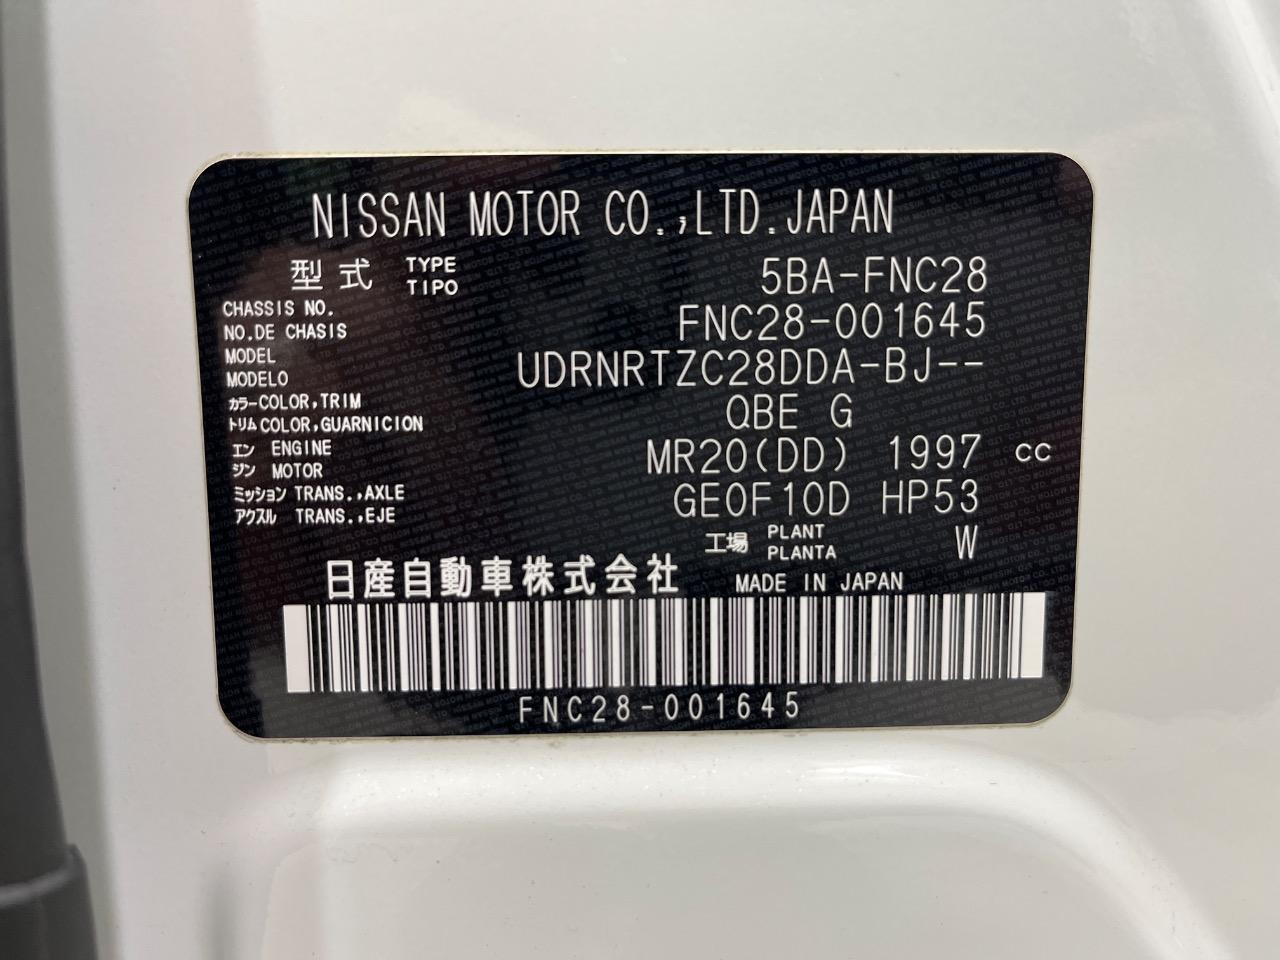 NISSAN MOTOR CO.,LTD.JAPAN
型式 TYPE TIPO 5BA-FNC28
CHASSIS NO.
NO.DE CHASIS FNC28-001645
MODEL
MODELO UDRNRTZC28DDA-BJ--
カラー COLOR,TRIM
トリム COLOR,GUARNICION QBE G
エン ENGINE
ジン MOTOR MR20(DD) 1997 cc
ミッション TRANS.,AXLE
アクスル TRANS.,EJE GE0F10D HP53
工場 PLANT PLANTA W
日産自動車株式会社 MADE IN JAPAN
FNC28-001645